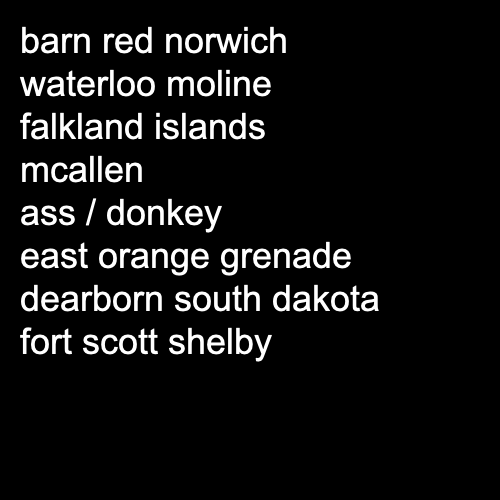 barn red norwich
waterloo moline
falkland islands
mcallen
ass / donkey
east orange grenade
dearborn south dakota
fort scott shelby